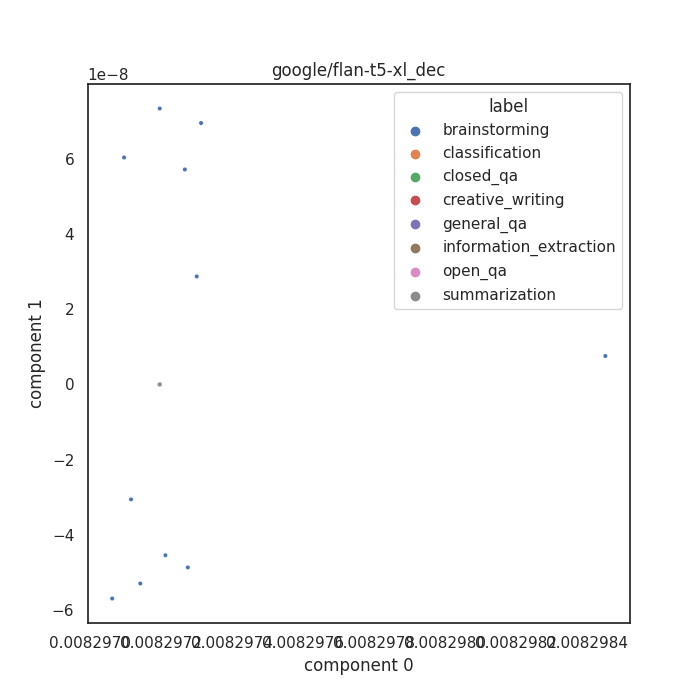 google/flan-t5-xl_dec
1e−8
label
brainstorming
classification
closed_qa
creative_writing
general_qa
information_extraction
open_qa
summarization
6
4
2
0
−2
−4
−6
component 1
0.0082970 0.0082972 0.0082974 0.0082976 0.0082978 0.0082980 0.0082982 0.0082984
component 0